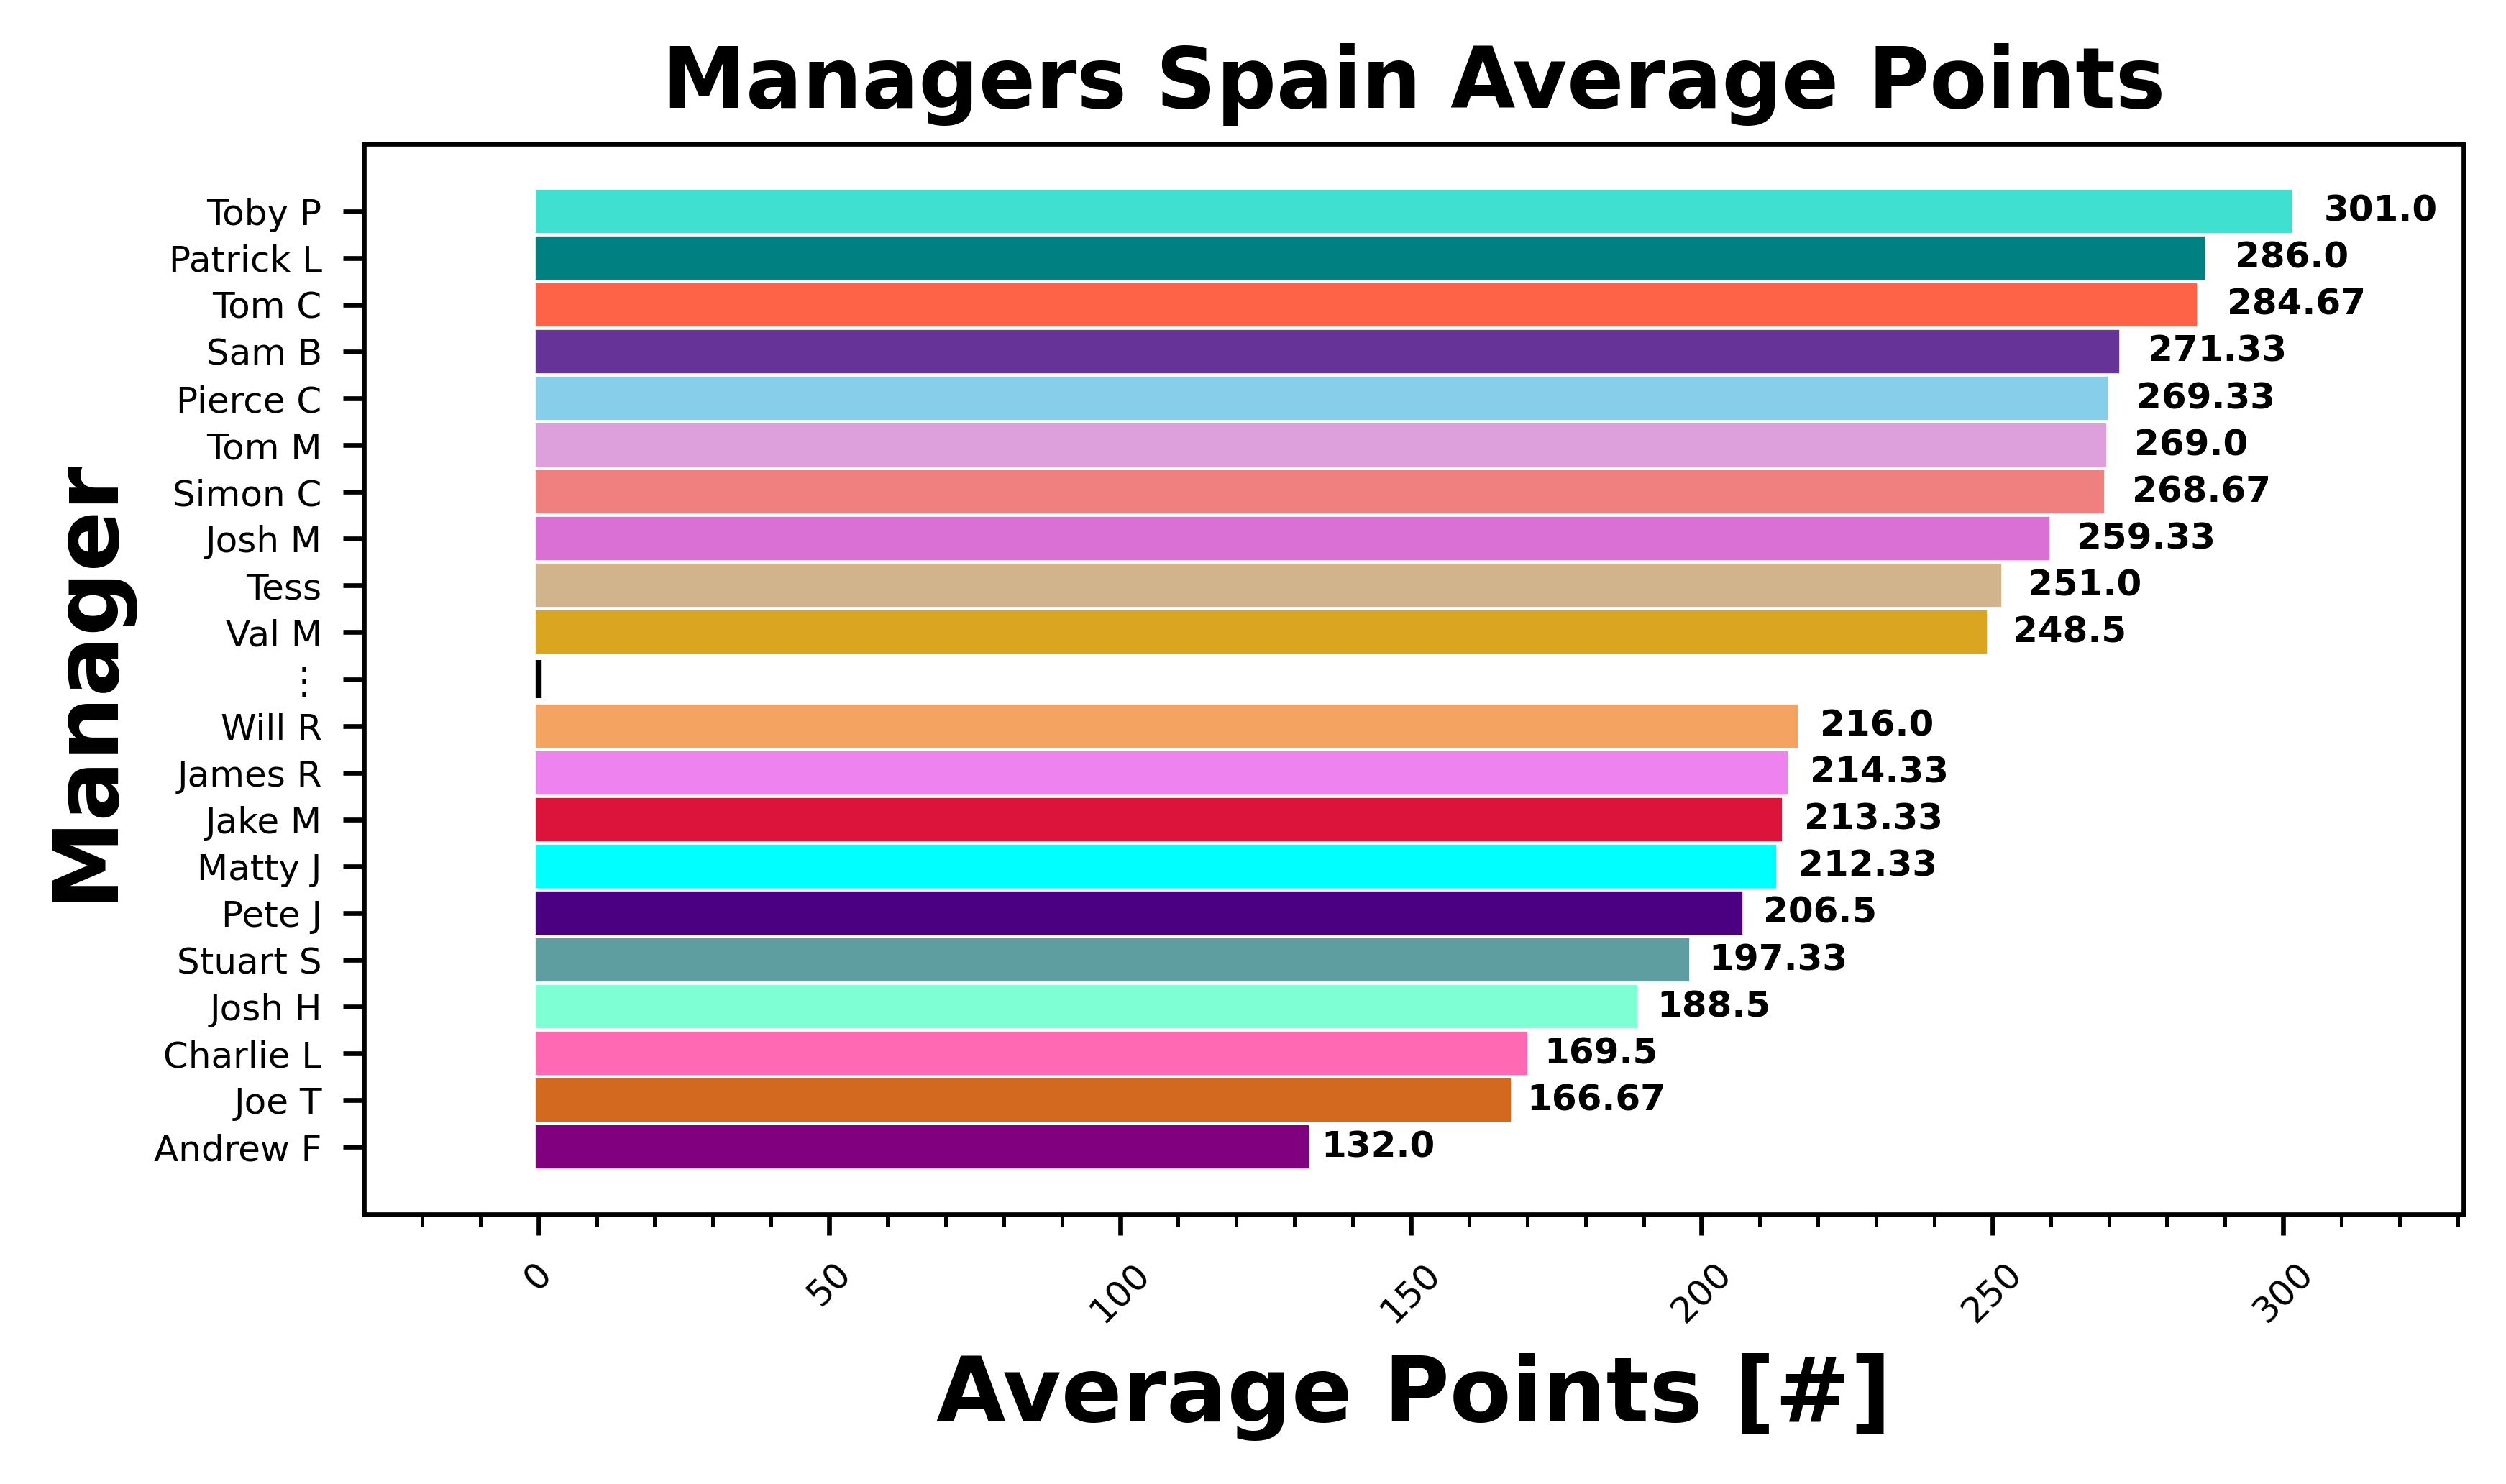 Managers Spain Average Points
Manager
Toby P 301.0
Patrick L 286.0
Tom C 284.67
Sam B 271.33
Pierce C 269.33
Tom M 269.0
Simon C 268.67
Josh M 259.33
Tess 251.0
Val M 248.5
⋮
Will R 216.0
James R 214.33
Jake M 213.33
Matty J 212.33
Pete J 206.5
Stuart S 197.33
Josh H 188.5
Charlie L 169.5
Joe T 166.67
Andrew F 132.0
0 50 100 150 200 250 300
Average Points [#]